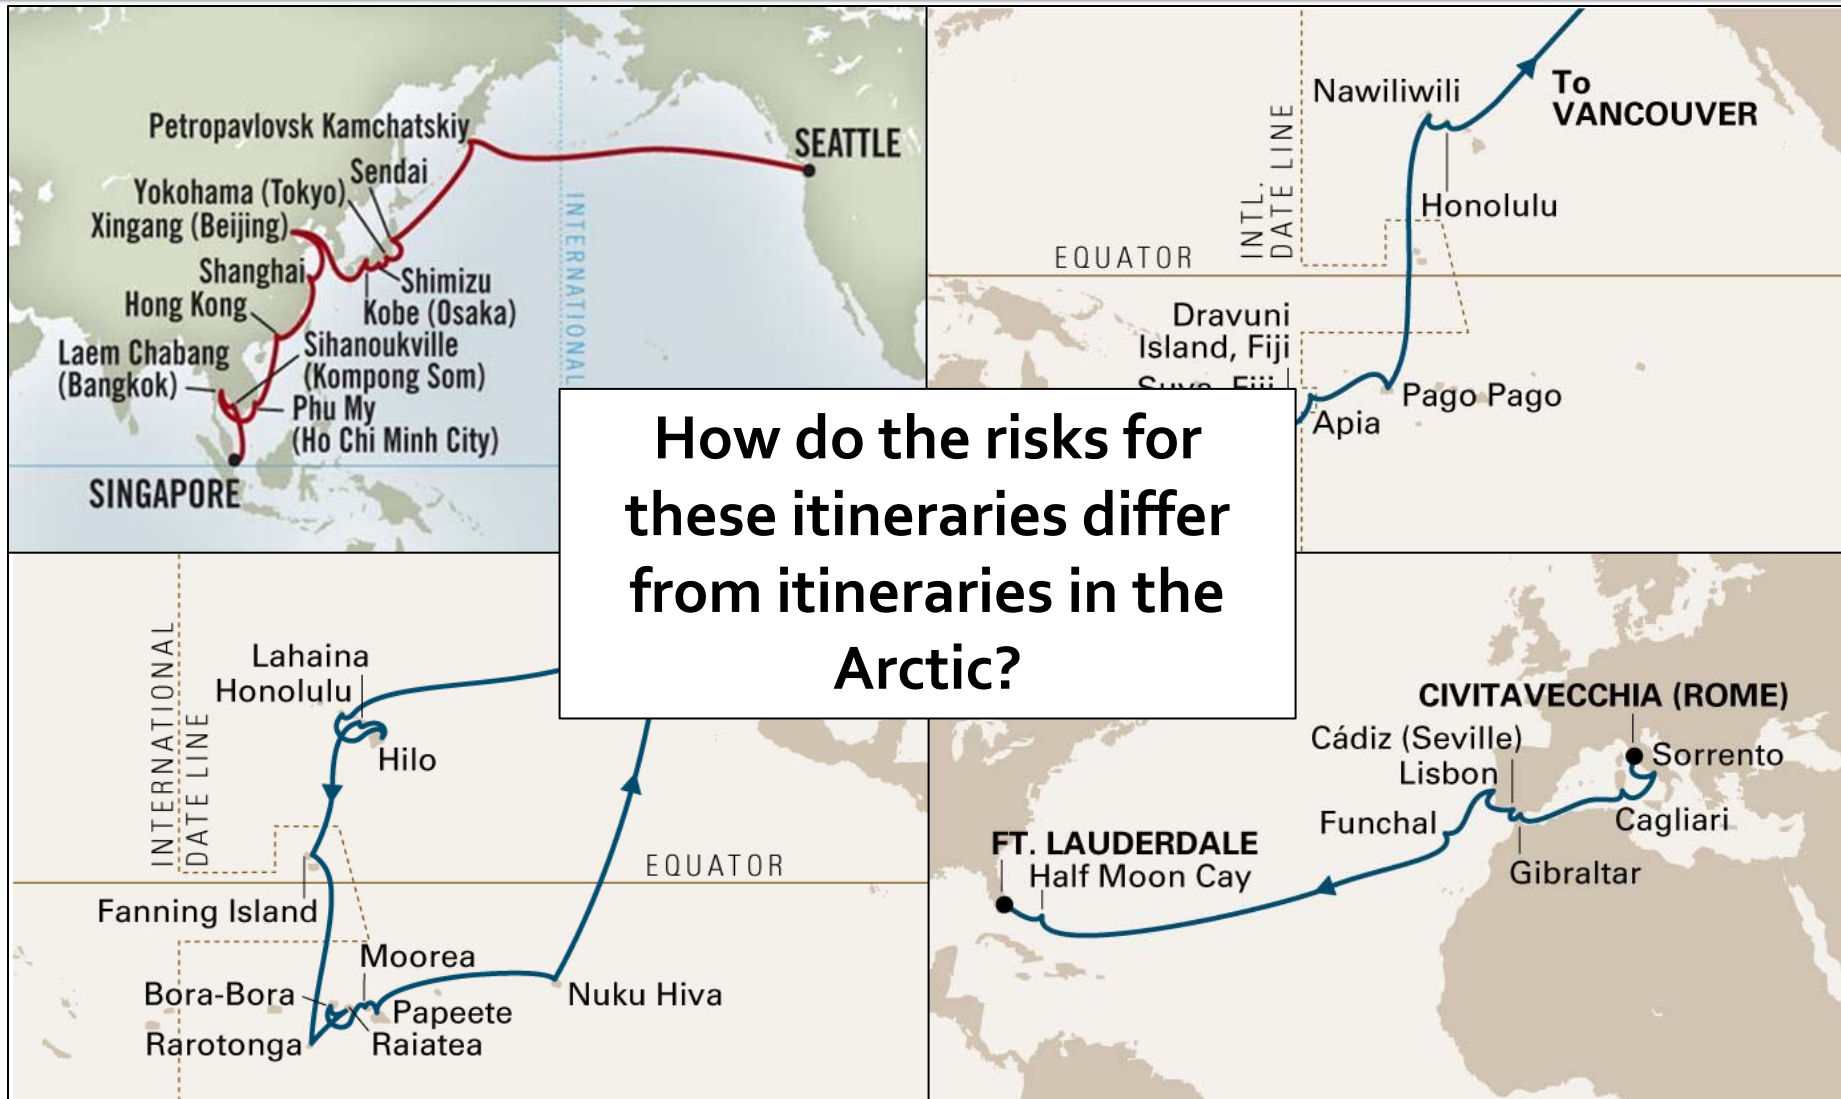 Petropavlovsk Kamchatskiy
SEATTLE
Sendai
Yokohama (Tokyo)
Xingang (Beijing)
Shanghai
Shimizu
Hong Kong
Kobe (Osaka)
Laem Chabang
(Bangkok)
Sihanoukville
(Kompong Som)
Phu My
(Ho Chi Minh City)
SINGAPORE
INTERNATIONAL
Nawiliwili
To
VANCOUVER
INTL.
DATE LINE
Honolulu
EQUATOR
Dravuni
Island, Fiji
Suva, Fiji
Pago Pago
Apia
How do the risks for
these itineraries differ
from itineraries in the
Arctic?
INTERNATIONAL
DATE LINE
Lahaina
Honolulu
Hilo
EQUATOR
Fanning Island
Moorea
Bora-Bora
Nuku Hiva
Papeete
Rarotonga
Raiatea
CIVITAVECCHIA (ROME)
Cádiz (Seville)
Sorrento
Lisbon
Funchal
Cagliari
FT. LAUDERDALE
Half Moon Cay
Gibraltar